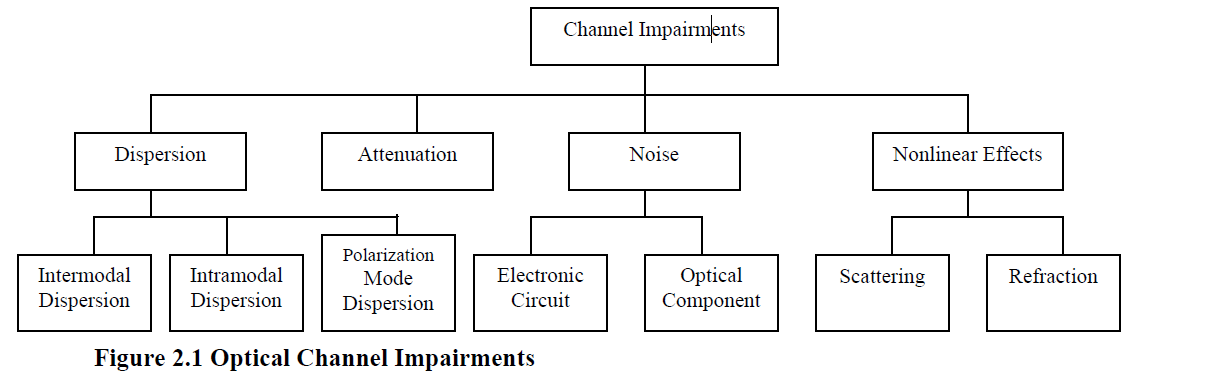 Channel Impairments
Dispersion
Attenuation
Noise
Nonlinear Effects
Intermodal
Dispersion
Intramodal
Dispersion
Polarization
Mode
Dispersion
Electronic
Circuit
Optical
Component
Scattering
Refraction
Figure 2.1 Optical Channel Impairments